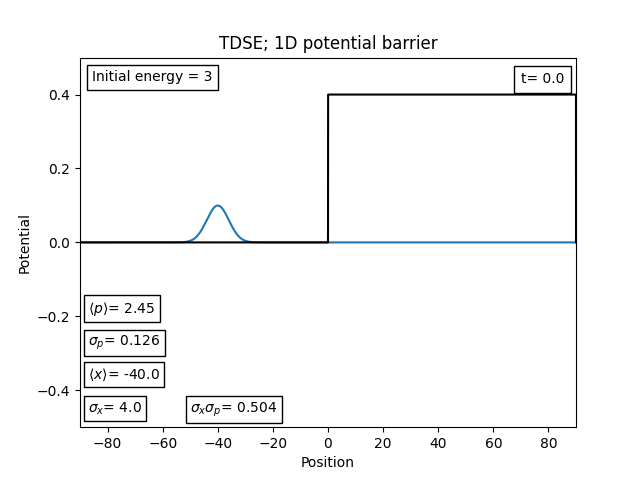 TDSE; 1D potential barrier
Initial energy = 3
t= 0.0
0.4
0.2
0.0
−0.2
−0.4
Potential
⟨p⟩= 2.45
σp= 0.126
⟨x⟩= -40.0
σx= 4.0
σxσp= 0.504
−80 −60 −40 −20 0 20 40 60 80
Position